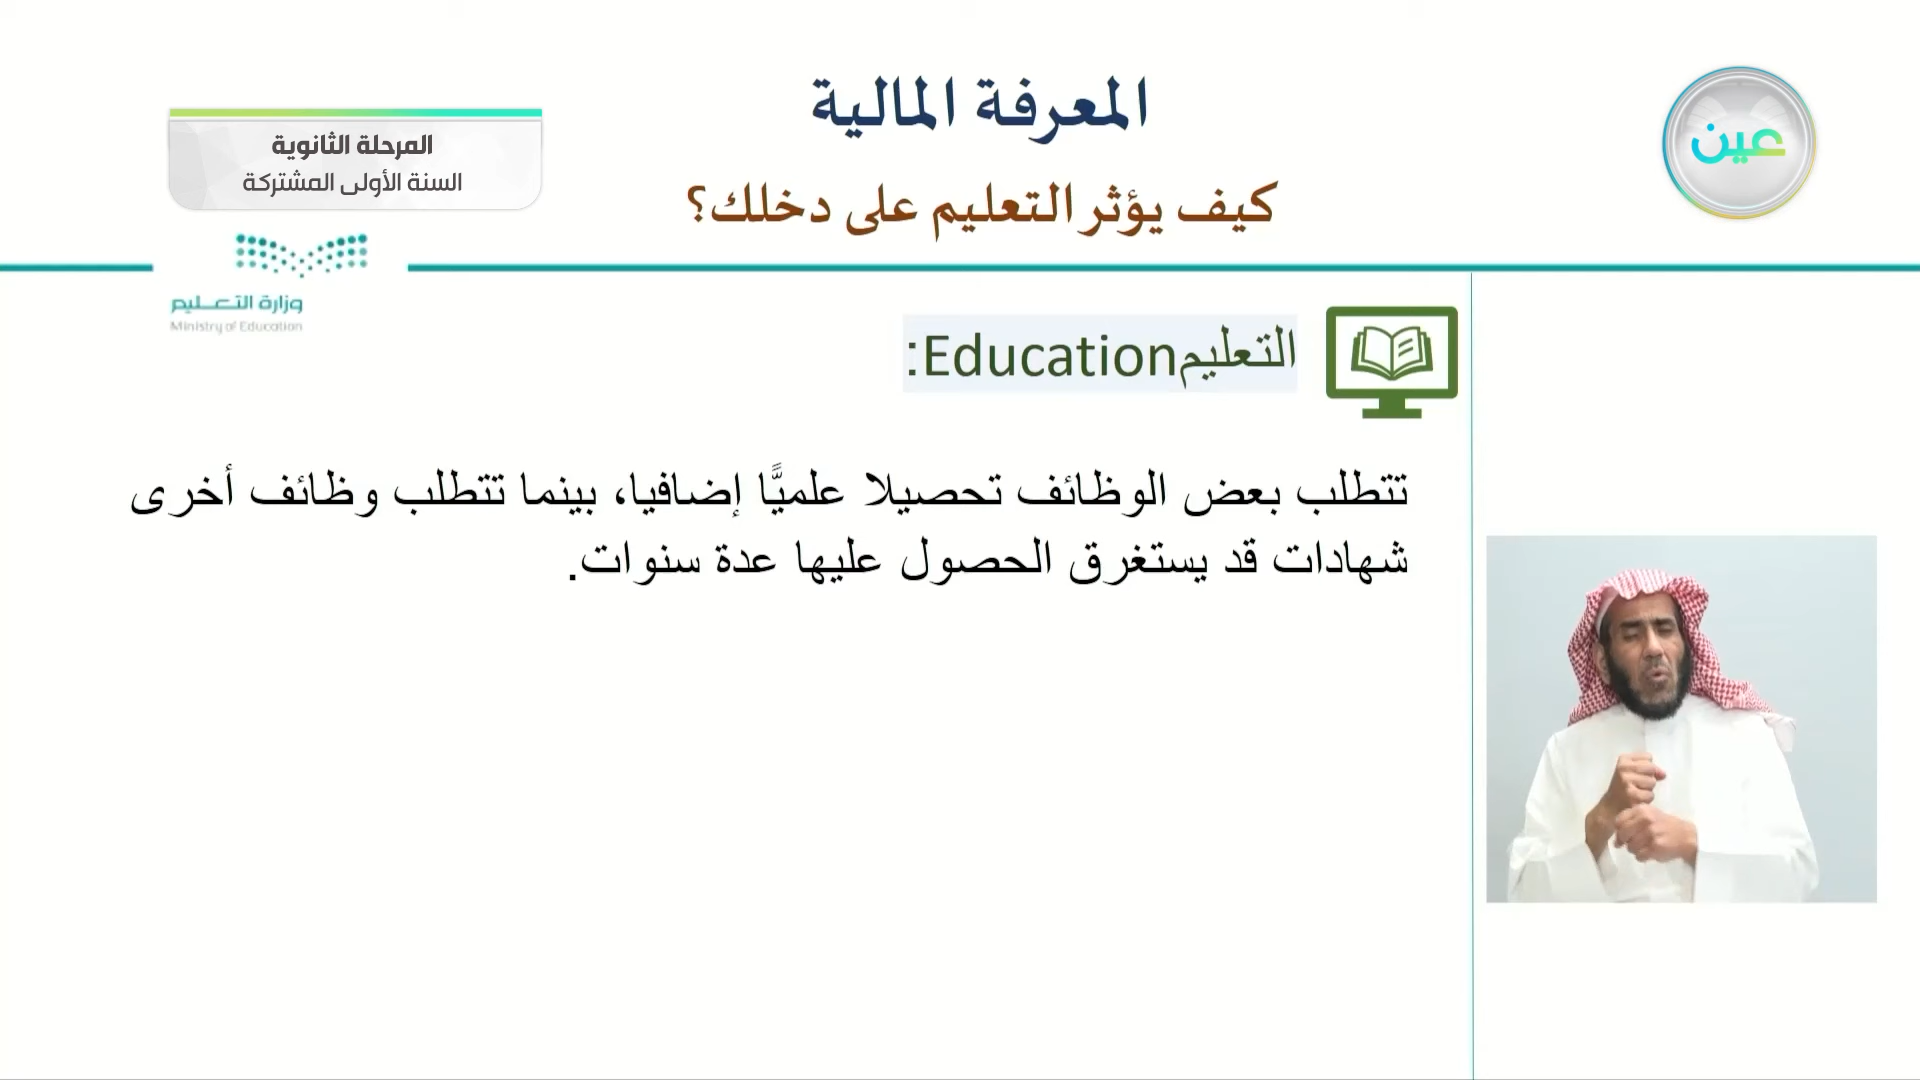 المعرفة المالية
كيف يؤثر التعليم على دخلك؟
عين
المرحلة الثانوية
السنة الأولى المشتركة
وزارة التعليم
Ministry of Education
التعليمEducation:
تتطلب بعض الوظائف تحصيلا علميًّا إضافيا، بينما تتطلب وظائف أخرى
شهادات قد يستغرق الحصول عليها عدة سنوات.